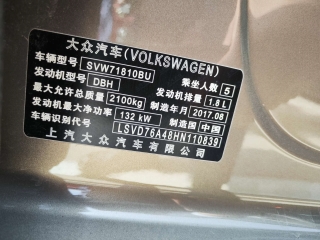 大众汽车(VOLKSWAGEN)
车辆型号 SVW71810BU 乘坐人数 5
发动机型号 DBH 发动机排量 1.8 L
最大允许总质量 2100kg 制造年月 2017.08
发动机最大净功率 132 kW 制造国 中国
车辆识别代号 LSVD76A48HN110839
上汽大众汽车有限公司